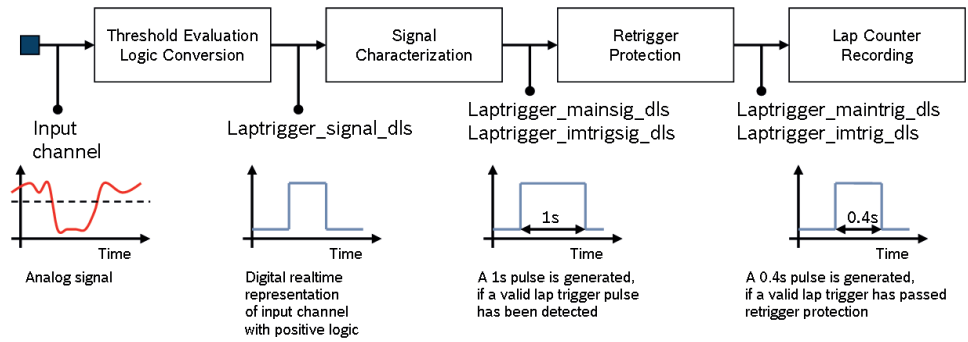 Threshold Evaluation
Logic Conversion
Signal
Characterization
Retrigger
Protection
Lap Counter
Recording
Input
channel
Laptrigger_signal_dls
Laptrigger_mainsig_dls
Laptrigger_imtrigsig_dls
Laptrigger_maintrig_dls
Laptrigger_imtrig_dls
Time
Analog signal
Time
Digital realtime
representation
of input channel
with positive logic
1s
Time
A 1s pulse is generated,
if a valid lap trigger pulse
has been detected
0.4s
Time
A 0.4s pulse is generated,
if a valid lap trigger has passed
retrigger protection